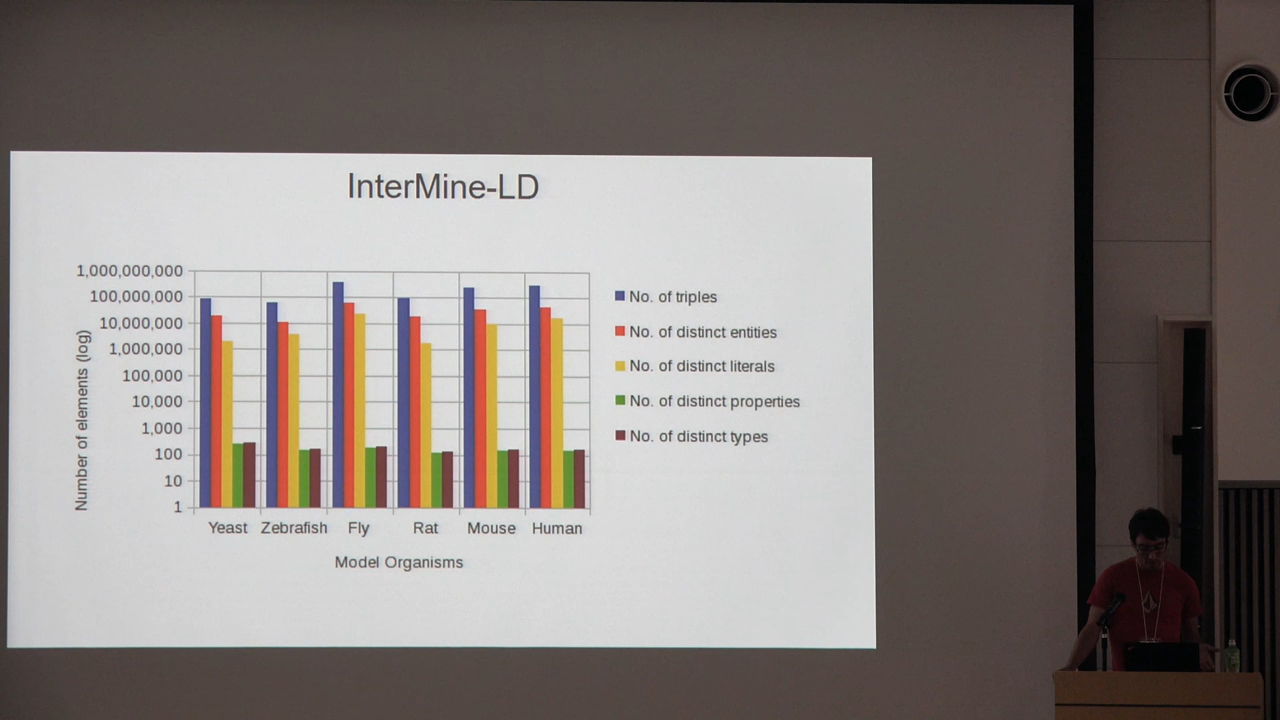 InterMine-LD
1,000,000,000
100,000,000
10,000,000
1,000,000
100,000
10,000
1,000
100
10
1
Number of elements (log)
Yeast Zebrafish Fly Rat Mouse Human
Model Organisms
No. of triples
No. of distinct entities
No. of distinct literals
No. of distinct properties
No. of distinct types